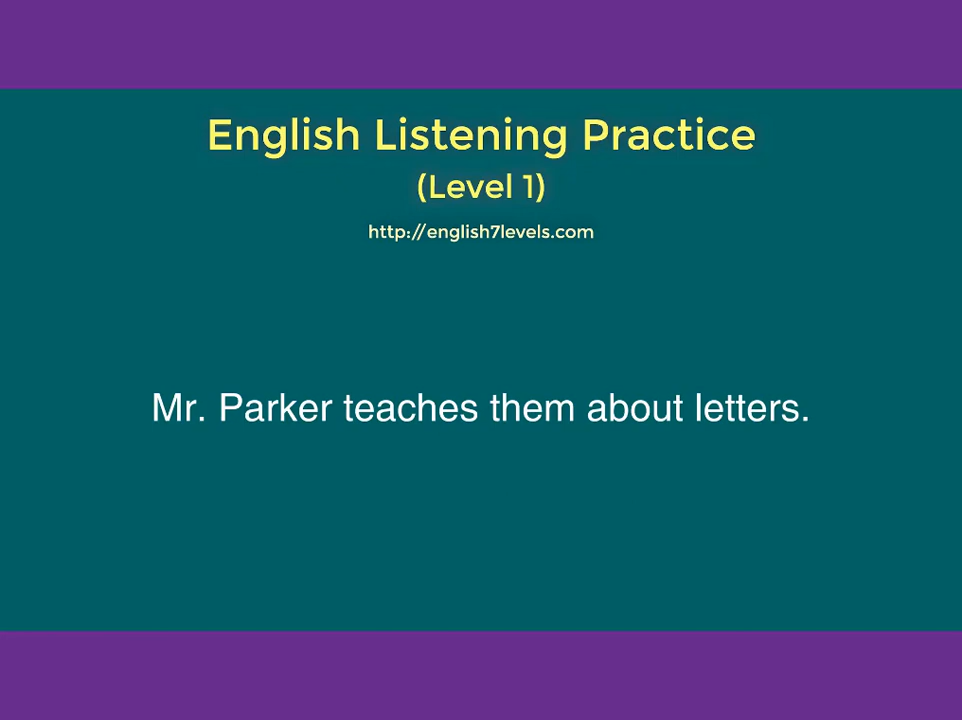 English Listening Practice
(Level 1)
http://english7levels.com
Mr. Parker teaches them about letters.